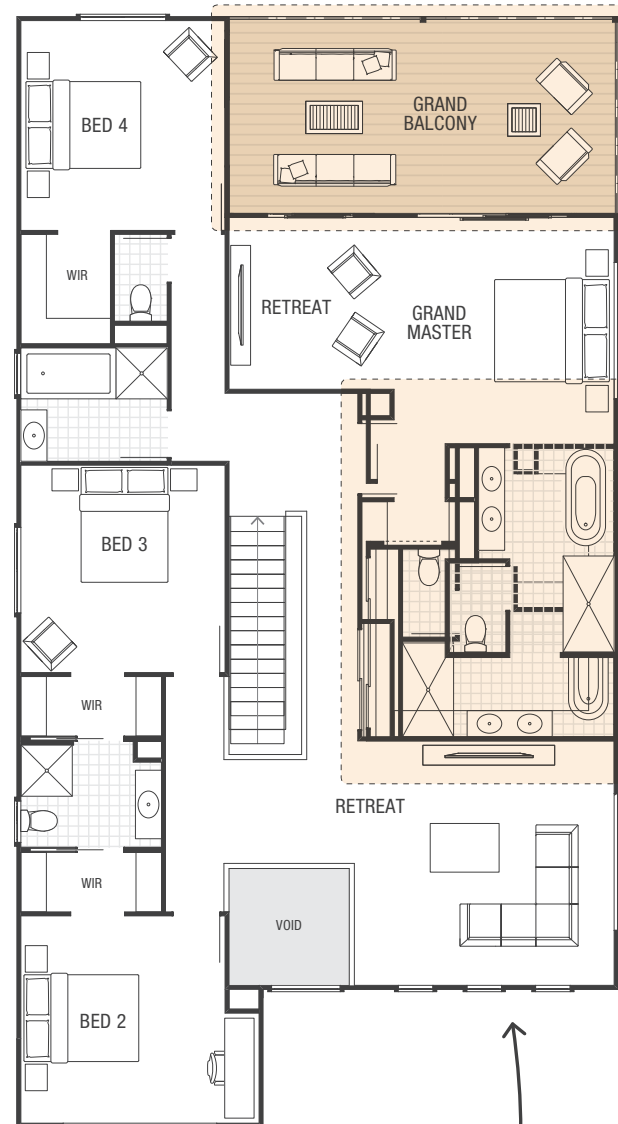 BED 4
GRAND
BALCONY
WIR
RETREAT
GRAND
MASTER
BED 3
WIR
RETREAT
WIR
VOID
BED 2